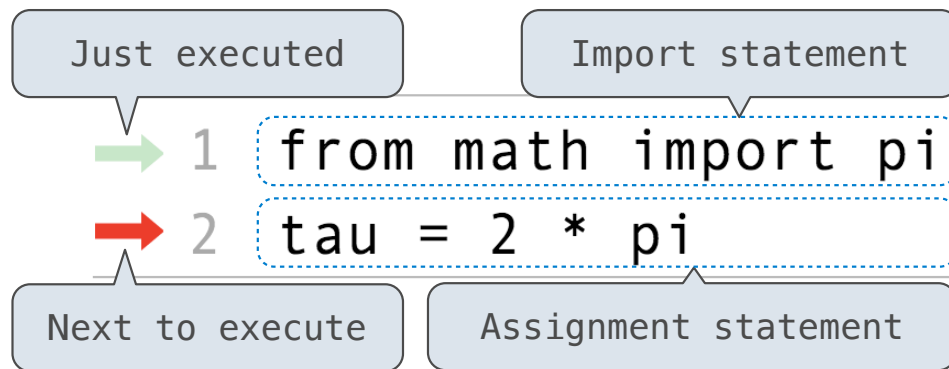 Just executed
Import statement
1 from math import pi
2 tau = 2 * pi
Next to execute
Assignment statement